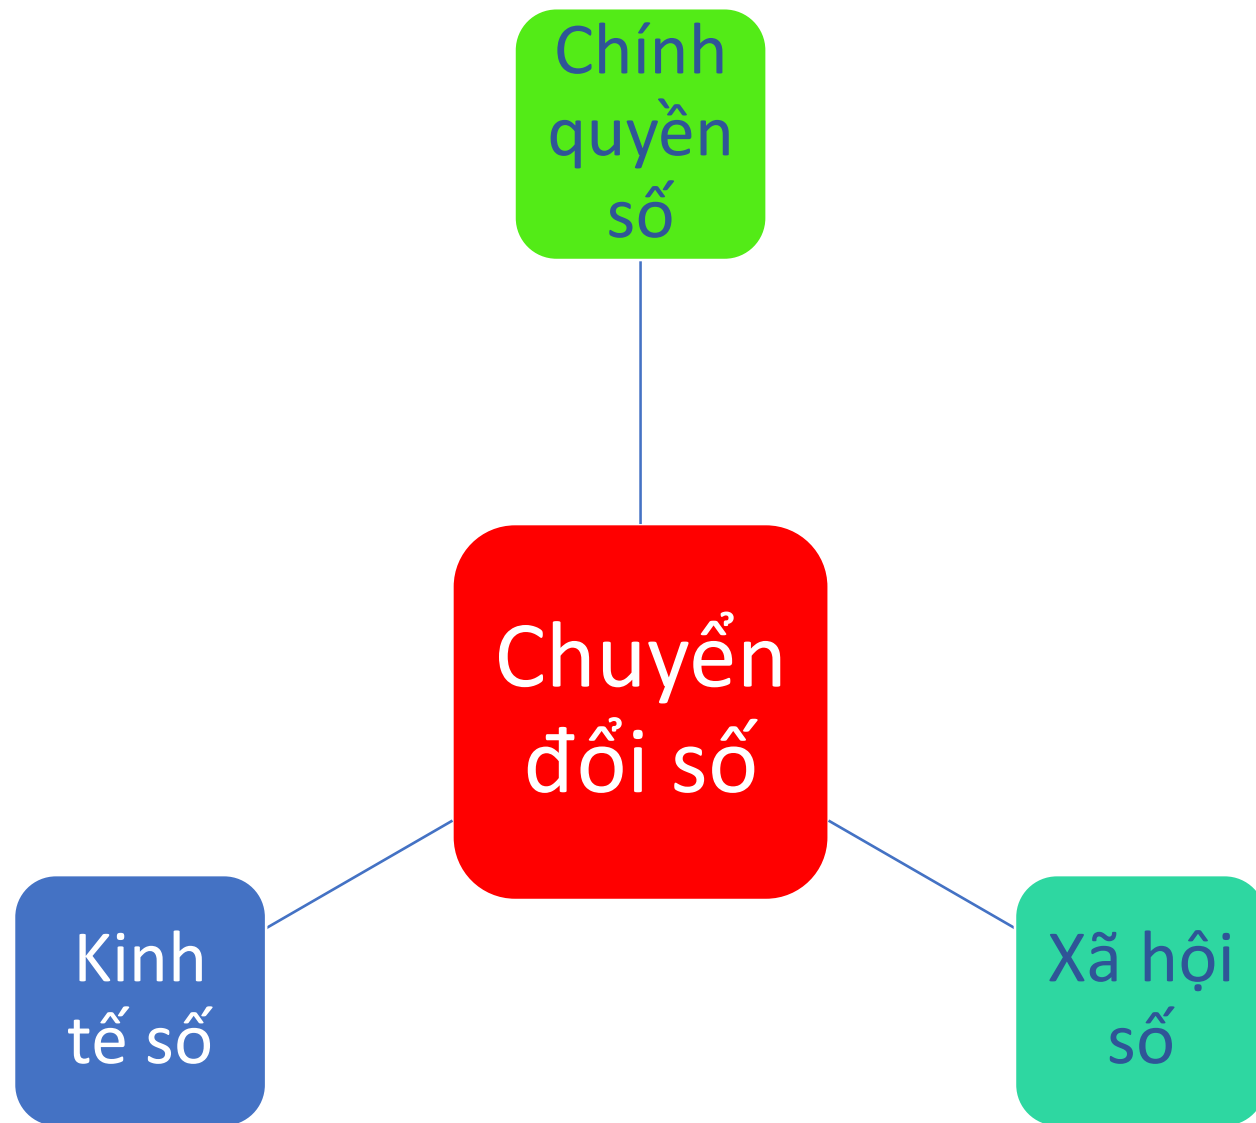 Chính
quyền
số
Chuyển
đổi số
Kinh
tế số
Xã hội
số